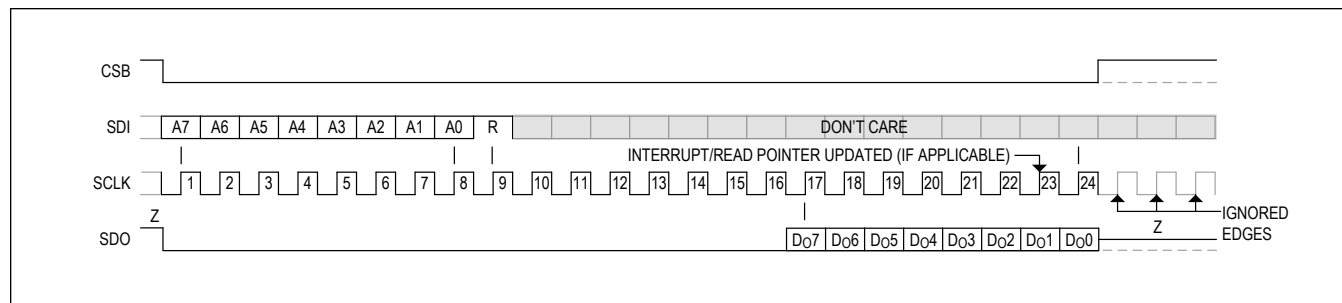 CSB
SDI A7 A6 A5 A4 A3 A2 A1 A0 R DON'T CARE
INTERRUPT/READ POINTER UPDATED (IF APPLICABLE)
SCLK 1 2 3 4 5 6 7 8 9 10 11 12 13 14 15 16 17 18 19 20 21 22 23 24
IGNORED
EDGES
Z Z
SDO DO7 DO6 DO5 DO4 DO3 DO2 DO1 DO0